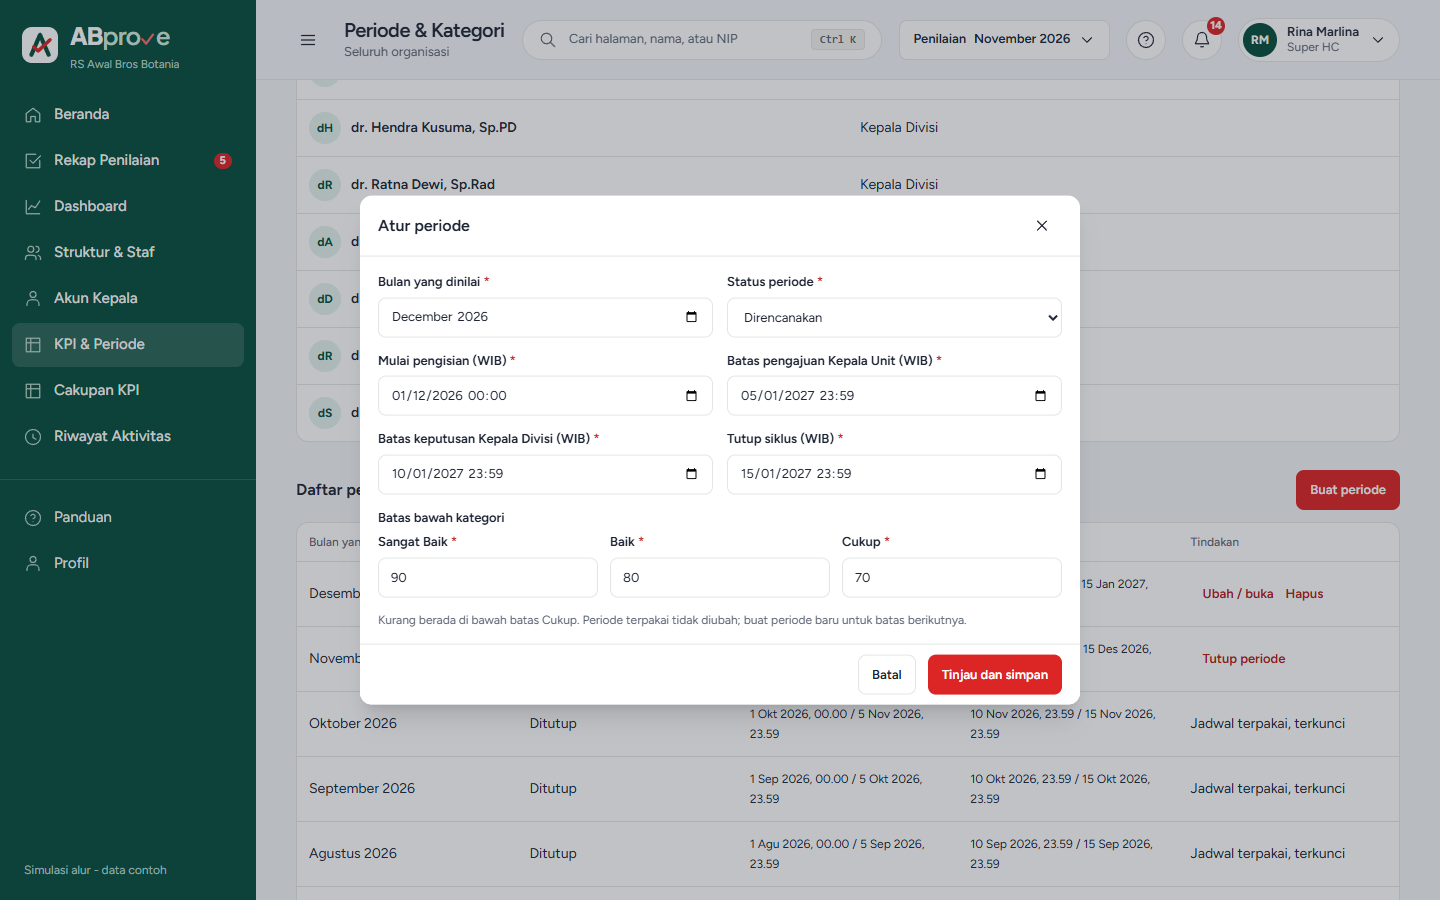 ABprove
RS Awal Bros Botania
Beranda
Rekap Penilaian 5
Dashboard
Struktur & Staf
Akun Kepala
KPI & Periode
Cakupan KPI
Riwayat Aktivitas
Panduan
Profil
Simulasi alur - data contoh
Periode & Kategori
Seluruh organisasi
Cari halaman, nama, atau NIP Ctrl K
Penilaian November 2026
14
RM Rina Marlina
Super HC
dH dr. Hendra Kusuma, Sp.PD Kepala Divisi
dR dr. Ratna Dewi, Sp.Rad Kepala Divisi
dA d
dD d
dR d
dS d
Atur periode
Bulan yang dinilai * Status periode *
December 2026 Direncanakan
Mulai pengisian (WIB) * Batas pengajuan Kepala Unit (WIB) *
01/12/2026 00:00 05/01/2027 23:59
Batas keputusan Kepala Divisi (WIB) * Tutup siklus (WIB) *
10/01/2027 23:59 15/01/2027 23:59
Batas bawah kategori
Sangat Baik * Baik * Cukup *
90 80 70
Kurang berada di bawah batas Cukup. Periode terpakai tidak diubah; buat periode baru untuk batas berikutnya.
Batal Tinjau dan simpan
Daftar pe Buat periode
Bulan yan Tindakan
Desemb 15 Jan 2027, Ubah / buka Hapus
Novemb 15 Des 2026, Tutup periode
Oktober 2026 Ditutup 1 Okt 2026, 00.00 / 5 Nov 2026, 23.59 10 Nov 2026, 23.59 / 15 Nov 2026, 23.59 Jadwal terpakai, terkunci
September 2026 Ditutup 1 Sep 2026, 00.00 / 5 Okt 2026, 23.59 10 Okt 2026, 23.59 / 15 Okt 2026, 23.59 Jadwal terpakai, terkunci
Agustus 2026 Ditutup 1 Agu 2026, 00.00 / 5 Sep 2026, 23.59 10 Sep 2026, 23.59 / 15 Sep 2026, 23.59 Jadwal terpakai, terkunci